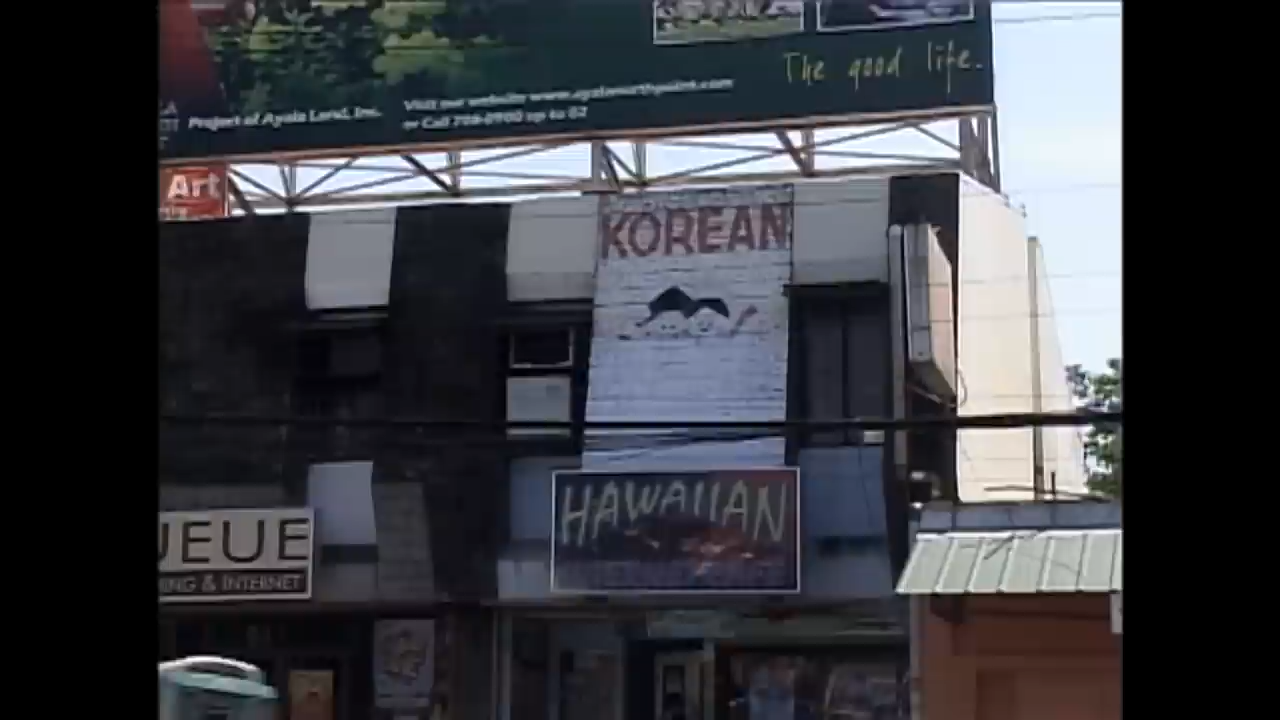 The good life.
Project of Ayala Land, Inc.
Visit our website www.ayalanorthpoint.com
or Call 728-0900 up to 02
Art
KOREAN
HAWAIIAN
UEUE
ING & INTERNET